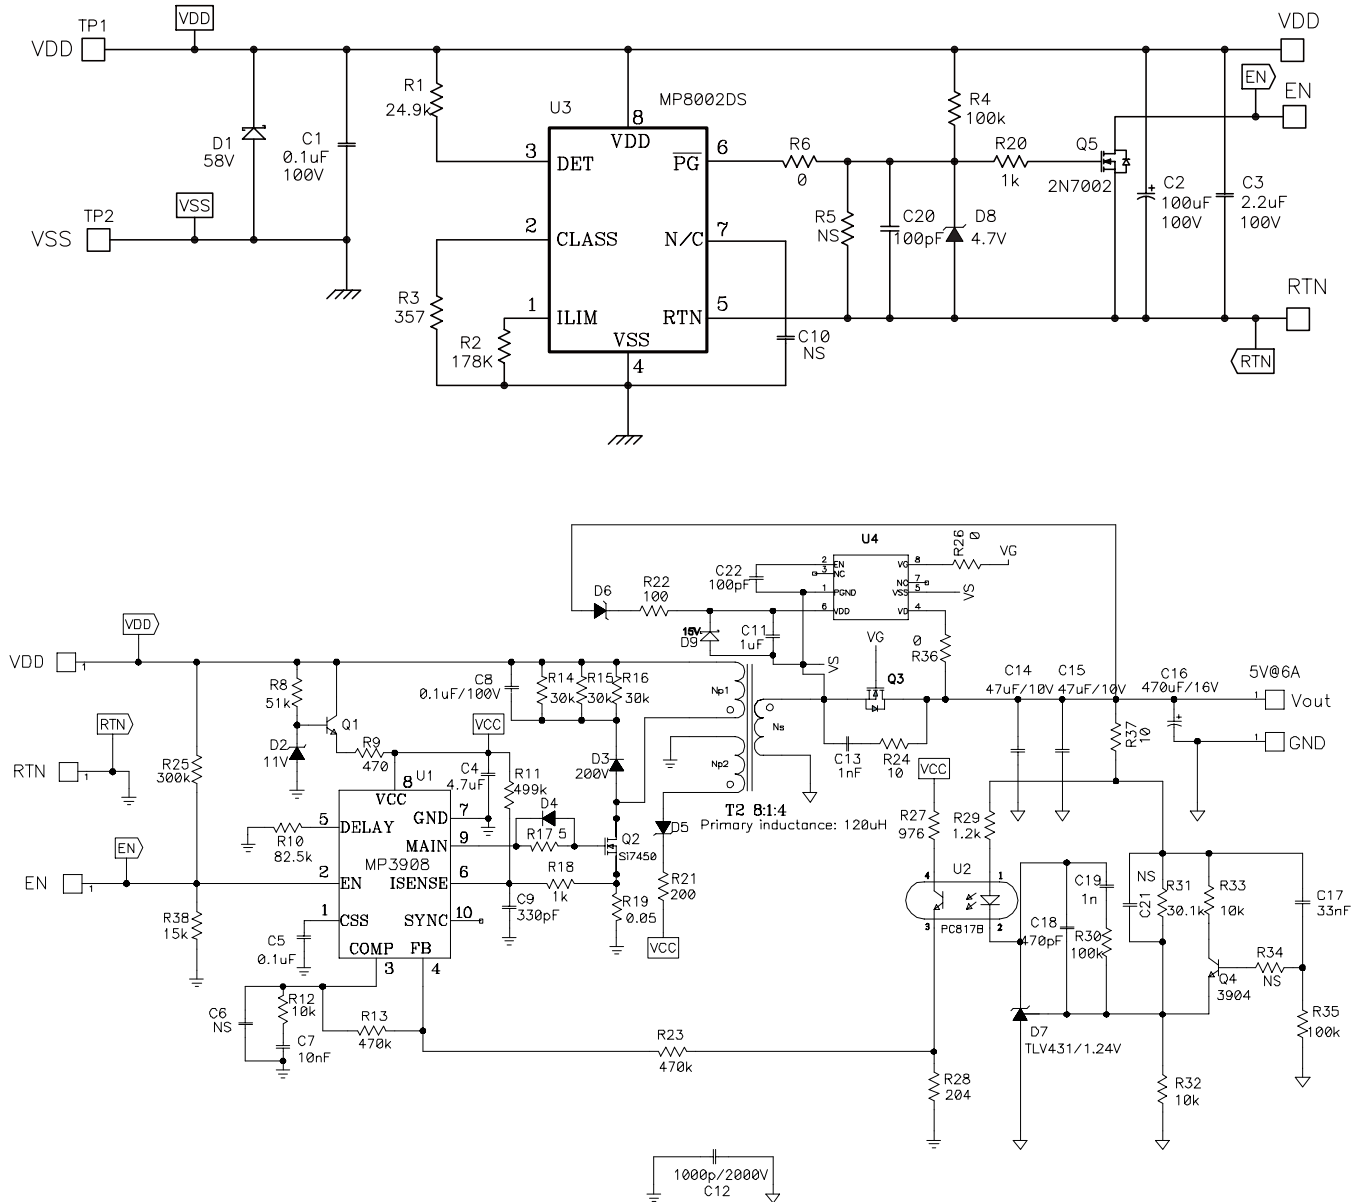 TP1
VDD
VDD
VDD
VDD
EN
EN
D1
58V
C1
0.1uF
100V
R1
24.9k
U3
MP8002DS
8
VDD
3
DET
PG
6
R6
0
R4
100k
R20
1k
Q5
2N7002
C2
100uF
100V
C3
2.2uF
100V
TP2
VSS
VSS
2
CLASS
N/C
7
R5
NS
C20
100pF
D8
4.7V
R3
357
1
ILIM
RTN
5
RTN
RTN
R2
178K
VSS
4
C10
NS
U4
R26
0
VG
C22
100pF
2
EN
3
NC
1
PGND
6
VDD
VG
8
NC
7
VSS
5
VS
VD
4
D6
R22
100
15V
D9
C11
1uF
VS
VG
0
R36
Q3
VDD
VDD
1
R8
51k
Q1
D2
11V
R9
470
C8
0.1uF/100V
R14
30k
R15
30k
R16
30k
Np1
Ns
Np2
C14
47uF/10V
C15
47uF/10V
C16
470uF/16V
5V@6A
1
Vout
1
GND
R37
10
RTN
RTN
1
R25
300k
VCC
C4
4.7uF
R11
499k
D3
200V
C13
1nF
R24
10
VCC
T2 8:1:4
Primary inductance: 120uH
U1
8
VCC
GND
7
5
DELAY
MAIN
9
MP3908
R10
82.5k
D4
R17 5
Q2
Si7450
D5
R27
976
R29
1.2k
EN
EN
1
2
EN
ISENSE
6
R18
1k
C9
330pF
R19
0.05
R21
200
VCC
U2
4
1
3
2
PC817B
R38
15k
1
CSS
SYNC
10
C5
0.1uF
COMP
FB
3
4
C19
1n
C18
470pF
R30
100k
NS
C21
R31
30.1k
R33
10k
C17
33nF
R34
NS
Q4
3904
R35
100k
C6
NS
R12
10k
C7
10nF
R13
470k
R23
470k
D7
TLV431/1.24V
R28
204
R32
10k
1000p/2000V
C12